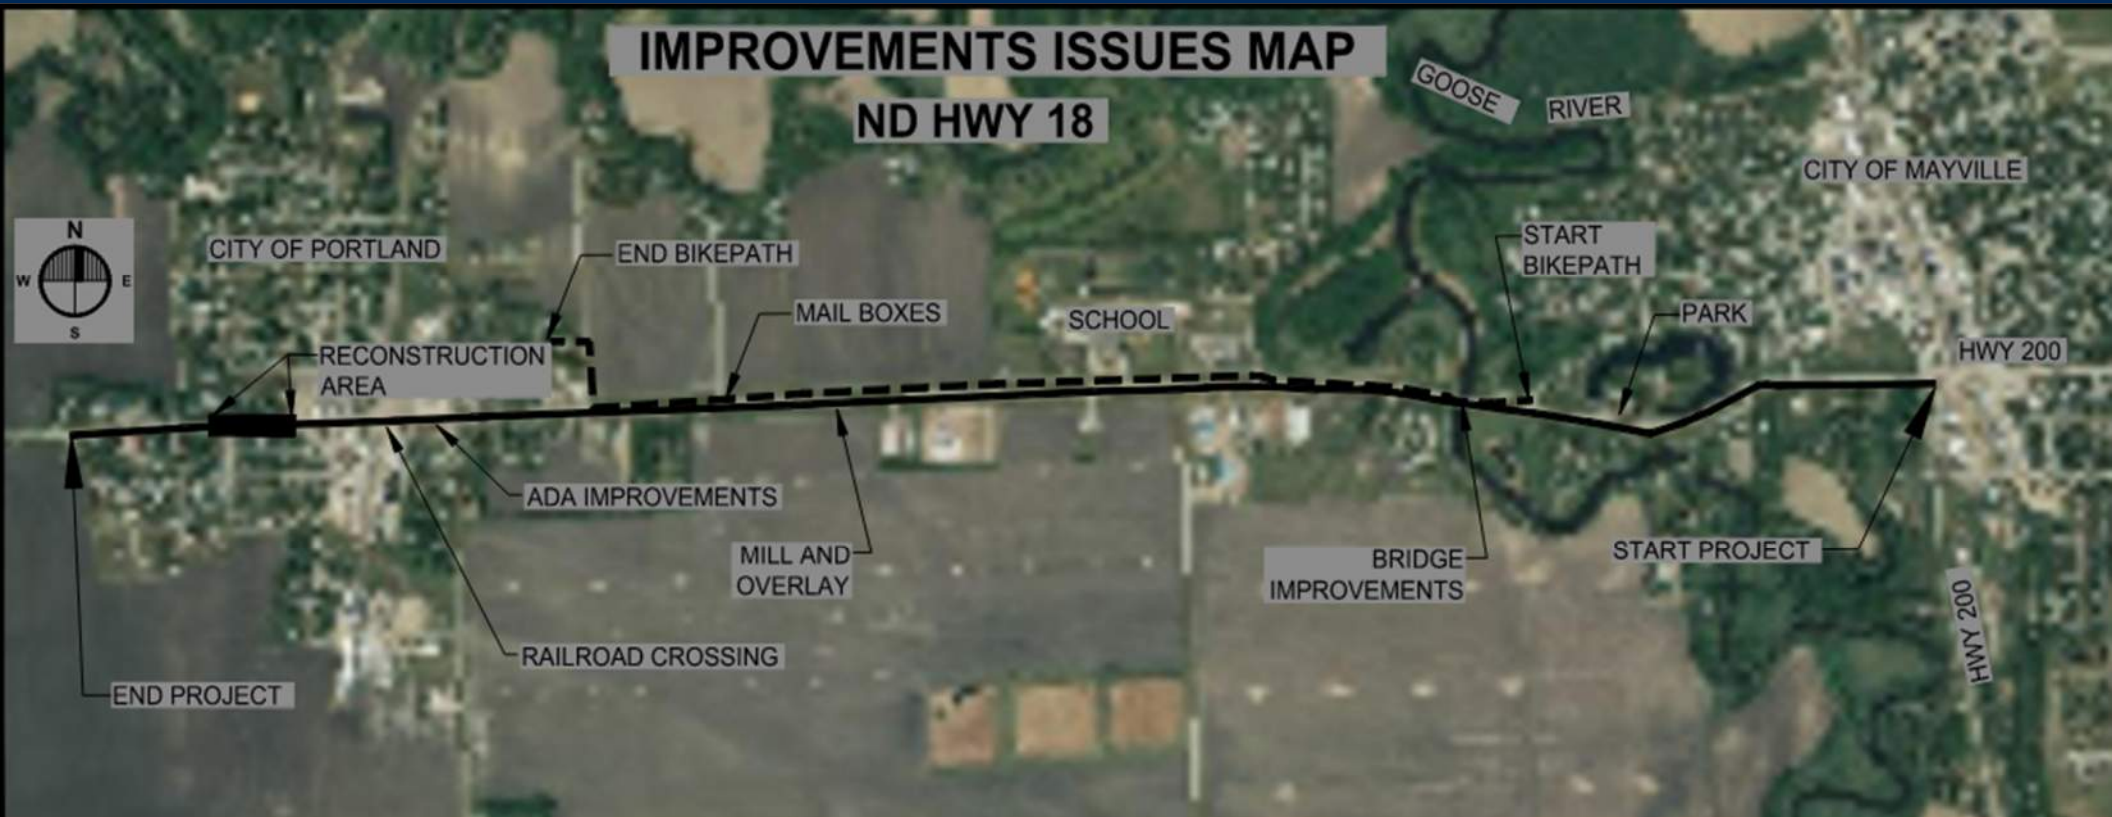 IMPROVEMENTS ISSUES MAP
ND HWY 18
GOOSE
RIVER
CITY OF MAYVILLE
N
W
E
S
CITY OF PORTLAND
END BIKEPATH
START
BIKEPATH
MAIL BOXES
SCHOOL
PARK
HWY 200
RECONSTRUCTION
AREA
ADA IMPROVEMENTS
MILL AND
OVERLAY
BRIDGE
IMPROVEMENTS
START PROJECT
HWY 200
RAILROAD CROSSING
END PROJECT